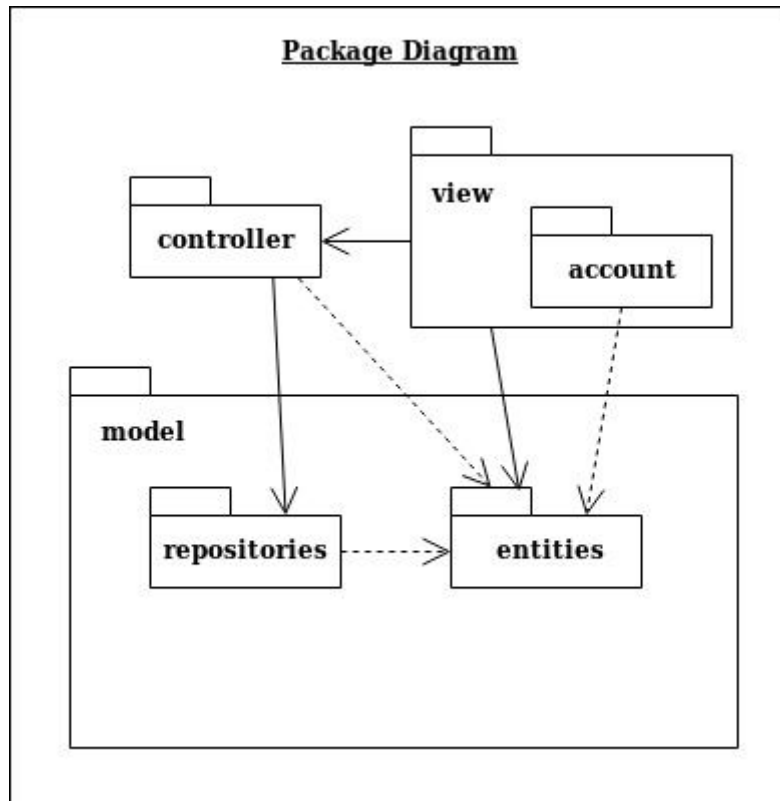 Package Diagram
view
controller
account
model
repositories
entities